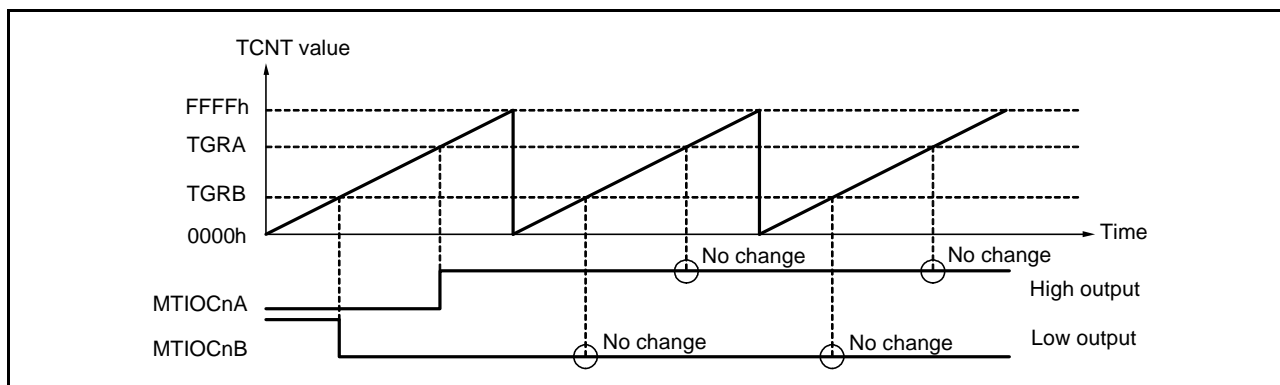 TCNT value
FFFFh
TGRA
TGRB
0000h
Time
No change
No change
MTIOCnA
High output
MTIOCnB
No change
No change
Low output